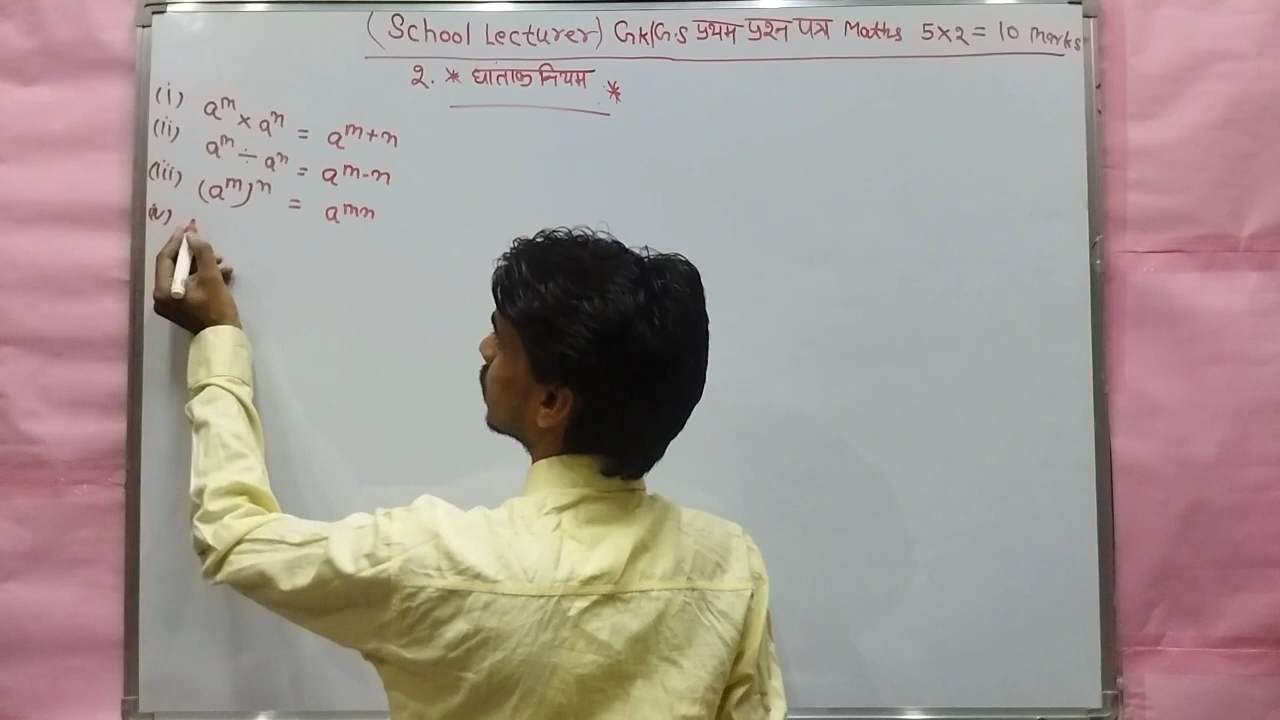 (School Lecturer) GK/G.S प्रथम प्रश्न पत्र Maths 5×2 = 10 marks
2. * घांताक नियम *
(i) a^m × a^n = a^m+n
(ii) a^m ÷ a^n = a^m-n
(iii) (a^m)^n = a^mn
(iv)